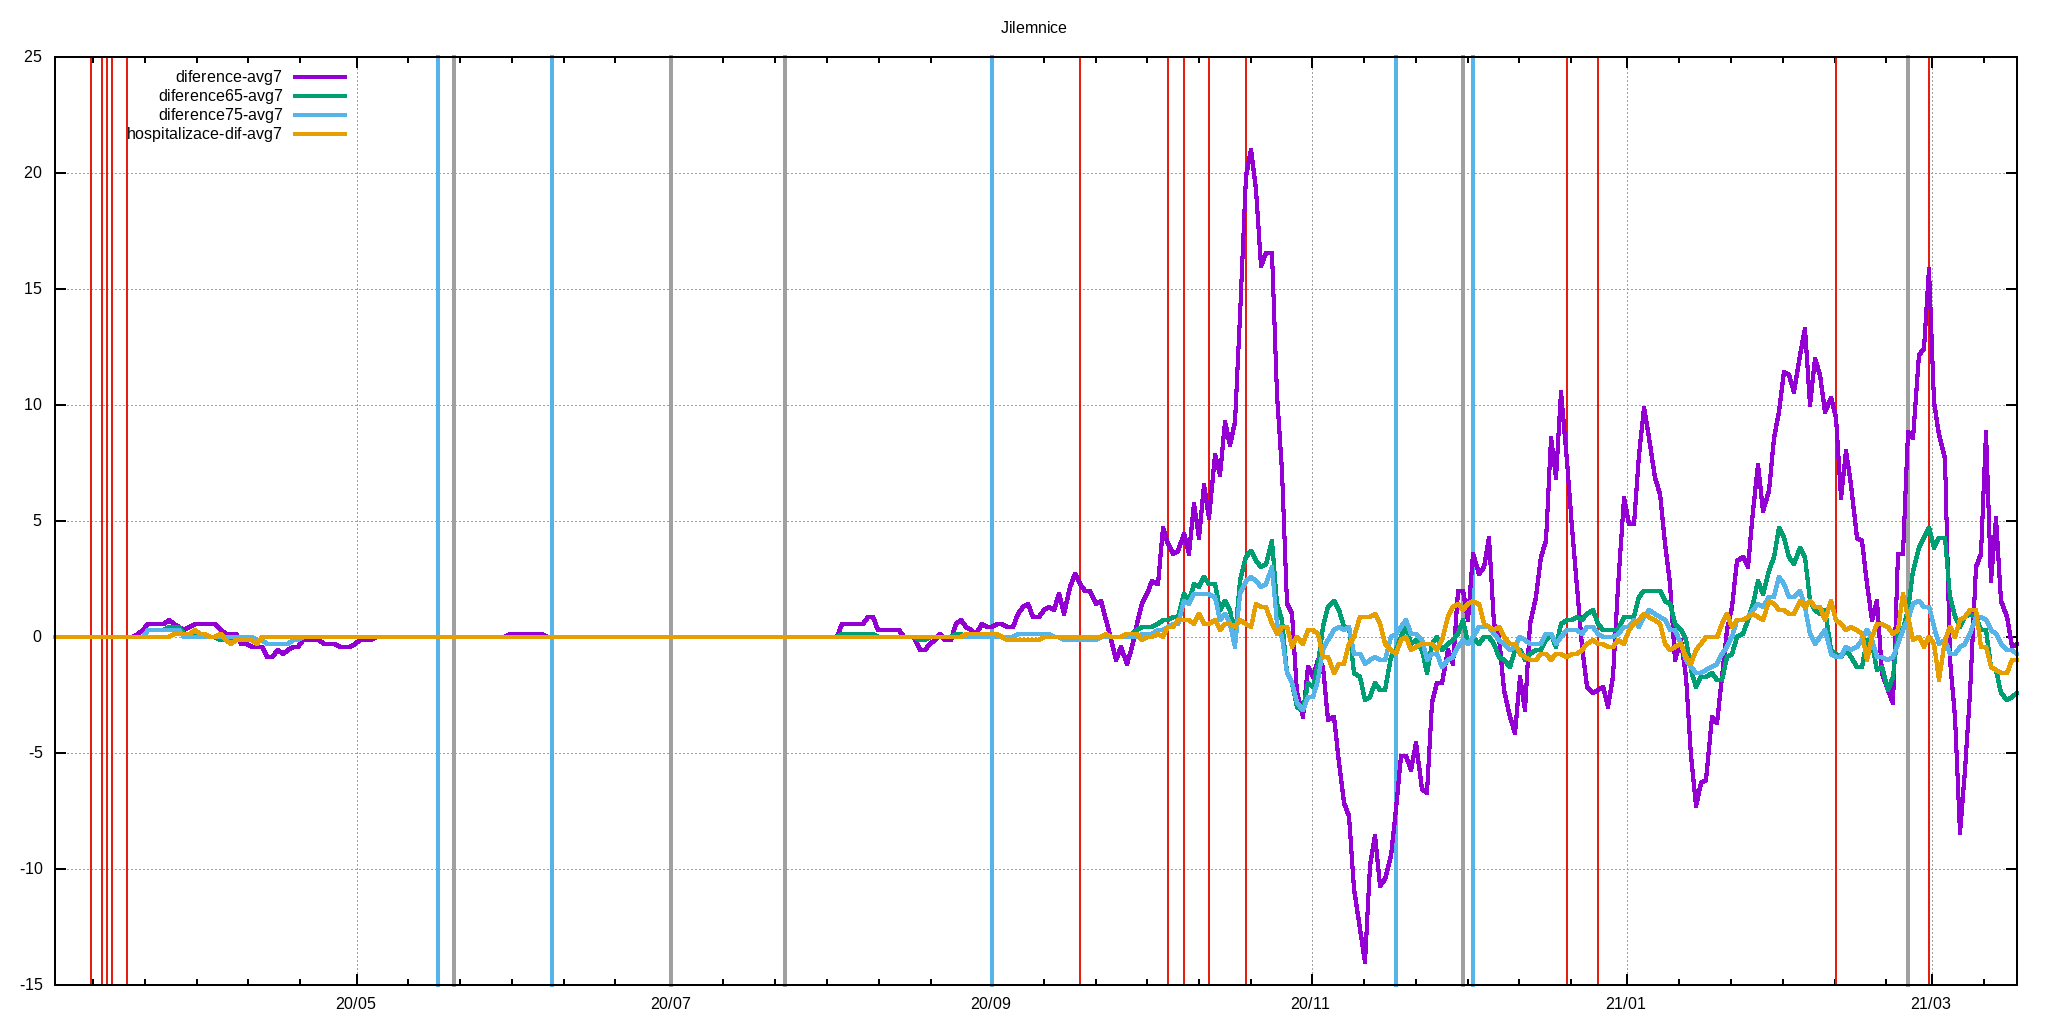 Jilemnice
25
diference-avg7
diference65-avg7
diference75-avg7
hospitalizace-dif-avg7
20
15
10
5
0
-5
-10
-15
20/05 20/07 20/09 20/11 21/01 21/03